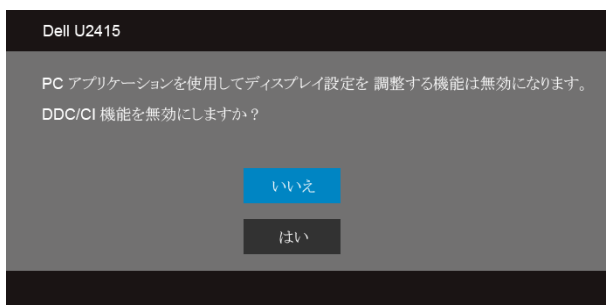 Dell U2415
PC アプリケーションを使用してディスプレイ設定を 調整する機能は無効になります。
DDC/CI 機能を無効にしますか？
いいえ
はい